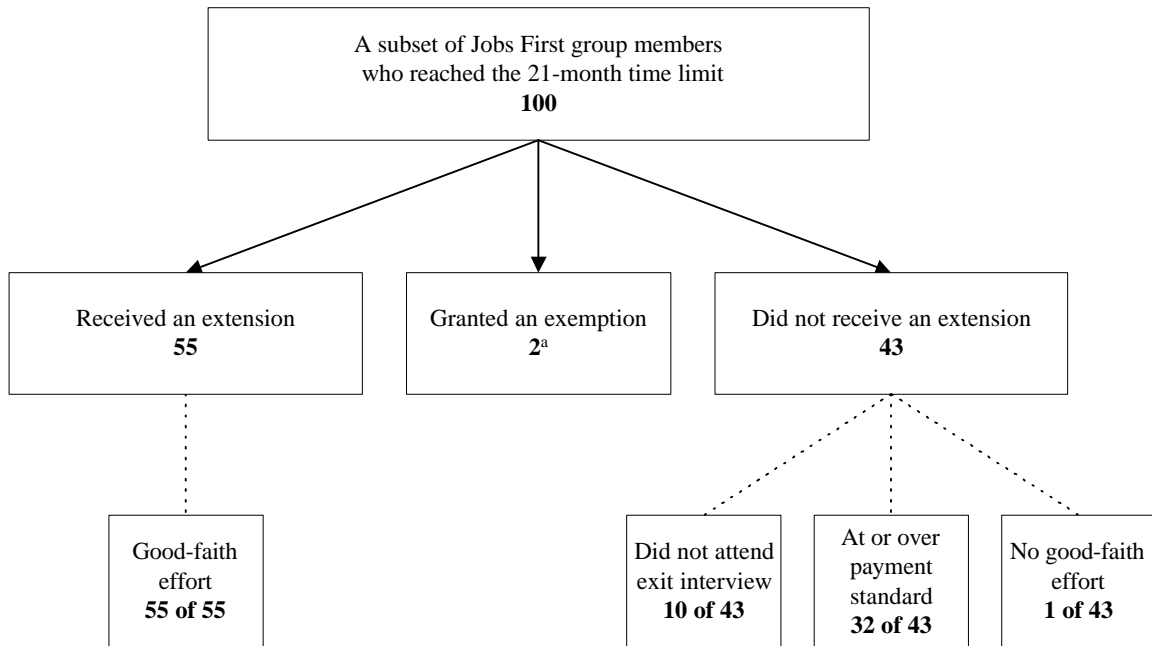 A subset of Jobs First group members
who reached the 21-month time limit
100
Received an extension
55
Granted an exemption
2ᵃ
Did not receive an extension
43
Good-faith
effort
55 of 55
Did not attend
exit interview
10 of 43
At or over
payment
standard
32 of 43
No good-faith
effort
1 of 43